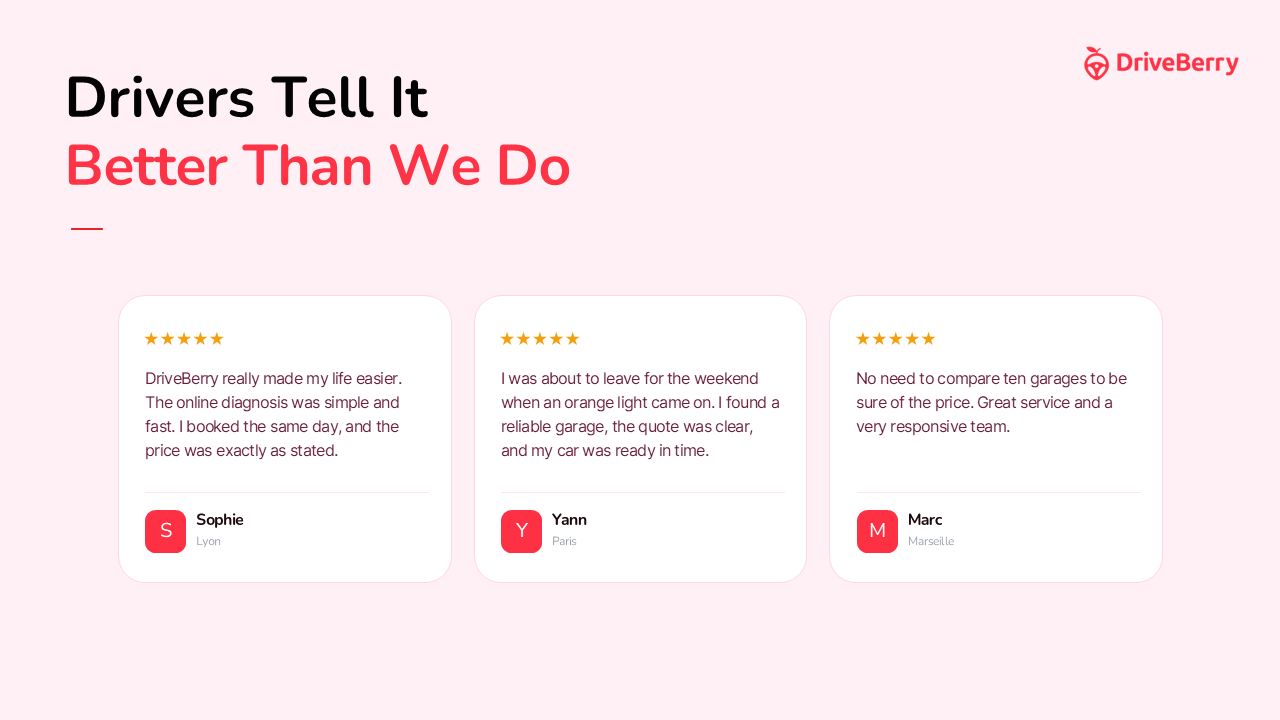 DriveBerry
Drivers Tell It
Better Than We Do
★★★★★
DriveBerry really made my life easier.
The online diagnosis was simple and
fast. I booked the same day, and the
price was exactly as stated.
S
Sophie
Lyon
★★★★★
I was about to leave for the weekend
when an orange light came on. I found a
reliable garage, the quote was clear,
and my car was ready in time.
Y
Yann
Paris
★★★★★
No need to compare ten garages to be
sure of the price. Great service and a
very responsive team.
M
Marc
Marseille